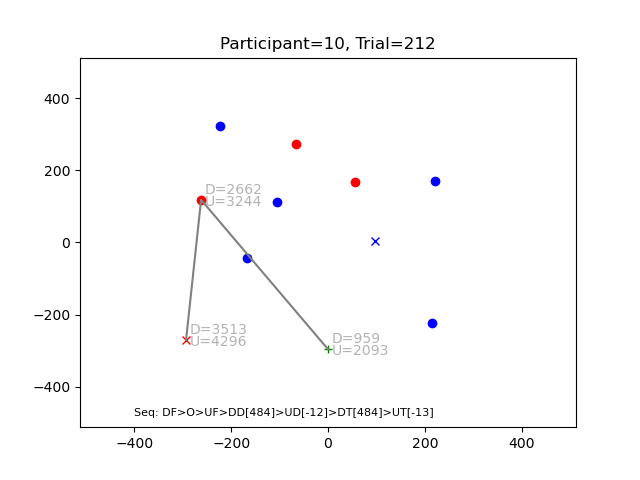 Participant=10, Trial=212
400
200
0
−200
−400
D=2662
U=3244
D=3513
U=4296
D=959
U=2093
Seq: DF>O>UF>DD[484]>UD[-12]>DT[484]>UT[-13]
−400
−200
0
200
400